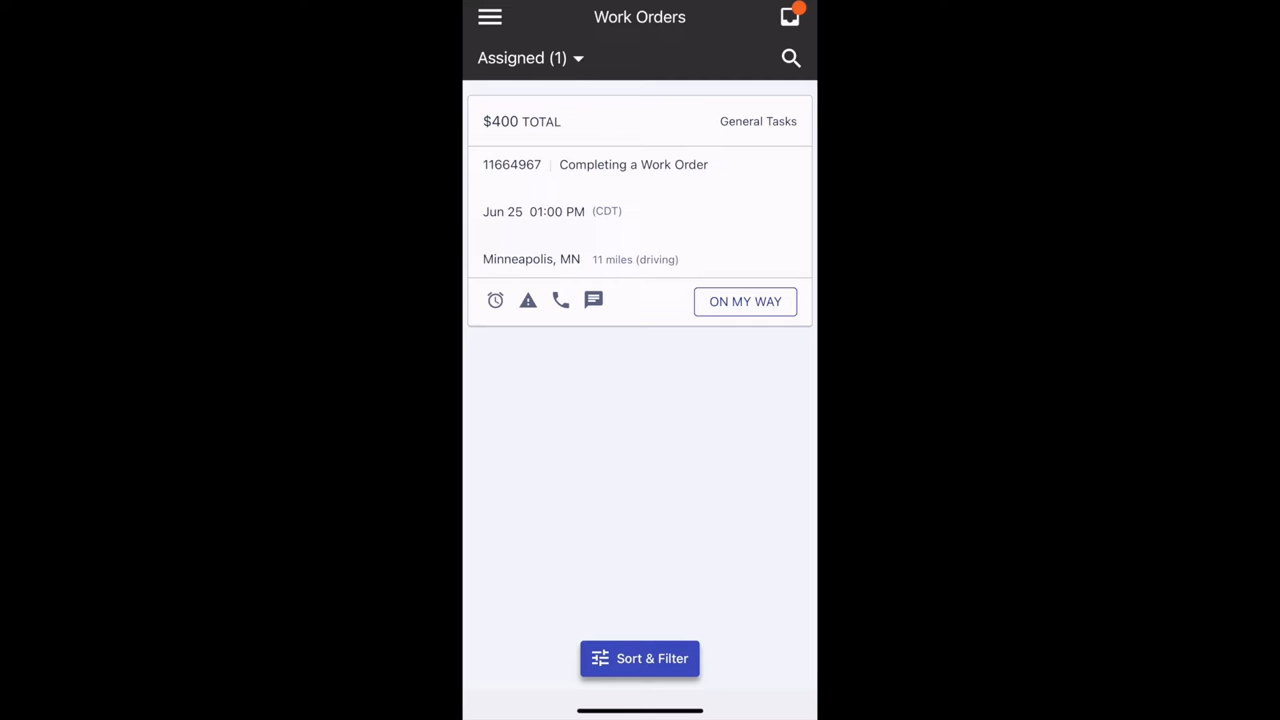 Work Orders
Assigned (1)
$400 TOTAL General Tasks
11664967 Completing a Work Order
Jun 25 01:00 PM (CDT)
Minneapolis, MN 11 miles (driving)
ON MY WAY
Sort & Filter